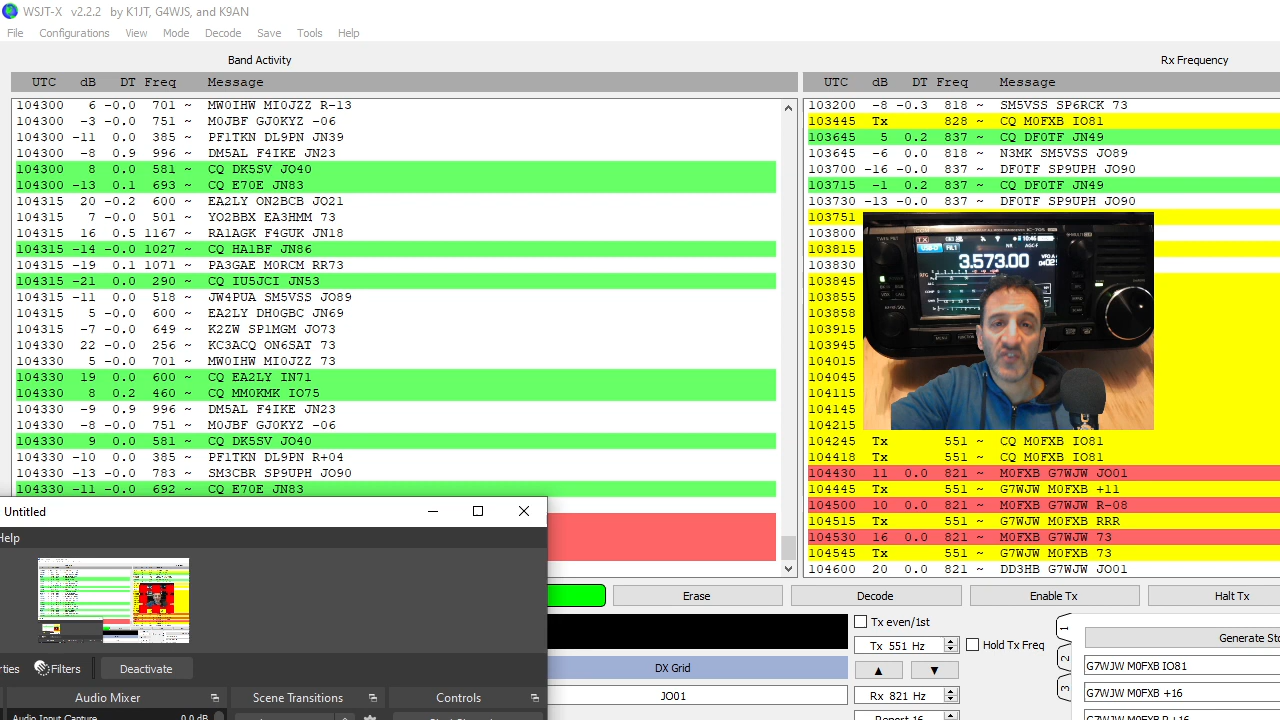 WSJT-X v2.2.2 by K1JT, G4WJS, and K9AN
File Configurations View Mode Decode Save Tools Help
Band Activity
UTC dB DT Freq Message
104300 6 -0.0 701 ~ MW0IHW MI0JZZ R-13
104300 -3 -0.0 751 ~ M0JBF GJ0KYZ -06
104300 -11 0.0 385 ~ PF1TKN DL9PN JN39
104300 -8 0.9 996 ~ DM5AL F4IKE JN23
104300 8 0.0 581 ~ CQ DK5SV JO40
104300 -13 0.1 693 ~ CQ E70E JN83
104315 20 -0.2 600 ~ EA2LY ON2BCB JO21
104315 7 -0.0 501 ~ YO2BBX EA3HMM 73
104315 16 0.5 1167 ~ RA1AGK F4GUK JN18
104315 -14 -0.0 1027 ~ CQ HA1BF JN86
104315 -19 0.1 1071 ~ PA3GAE M0RCM RR73
104315 -21 0.0 290 ~ CQ IU5JCI JN53
104315 -11 0.0 518 ~ JW4PUA SM5VSS JO89
104315 5 -0.0 600 ~ EA2LY DH0GBC JN69
104315 -7 -0.0 649 ~ K2ZW SP1MGM JO73
104330 22 -0.0 256 ~ KC3ACQ ON6SAT 73
104330 5 -0.0 701 ~ MW0IHW MI0JZZ 73
104330 19 0.0 600 ~ CQ EA2LY IN71
104330 8 0.2 460 ~ CQ MM0KMK IO75
104330 -9 0.9 996 ~ DM5AL F4IKE JN23
104330 -8 -0.0 751 ~ M0JBF GJ0KYZ -06
104330 9 0.0 581 ~ CQ DK5SV JO40
104330 -10 0.0 385 ~ PF1TKN DL9PN R+04
104330 -13 -0.0 783 ~ SM3CBR SP9UPH JO90
104330 -11 -0.0 692 ~ CQ E70E JN83
Rx Frequency
UTC dB DT Freq Message
103200 -8 -0.3 818 ~ SM5VSS SP6RCK 73
103445 Tx 828 ~ CQ M0FXB IO81
103645 5 0.2 837 ~ CQ DF0TF JN49
103645 -6 0.0 818 ~ N3MK SM5VSS JO89
103700 -16 -0.0 837 ~ DF0TF SP9UPH JO90
103715 -1 0.2 837 ~ CQ DF0TF JN49
103730 -13 -0.0 837 ~ DF0TF SP9UPH JO90
103751
103800
103815
103830
103845
103855
103858
103915
103945
104015
104045
104115
104145
104215
TX
3.573.00
104245 Tx 551 ~ CQ M0FXB IO81
104418 Tx 551 ~ CQ M0FXB IO81
104430 11 0.0 821 ~ M0FXB G7WJW JO01
104445 Tx 551 ~ G7WJW M0FXB +11
104500 10 0.0 821 ~ M0FXB G7WJW R-08
104515 Tx 551 ~ G7WJW M0FXB RRR
104530 16 0.0 821 ~ M0FXB G7WJW 73
104545 Tx 551 ~ G7WJW M0FXB 73
104600 20 0.0 821 ~ DD3HB G7WJW JO01
Erase Decode Enable Tx Halt Tx
Untitled
Help
Filters Deactivate
Audio Mixer Scene Transitions Controls
Audio Input Capture 0.0 dB
DX Grid
JO01
Tx even/1st
Tx 551 Hz Hold Tx Freq
Rx 821 Hz
Report 16
1
2
3
Generate
G7WJW M0FXB IO81
G7WJW M0FXB +16
G7WJW M0FXB R +16